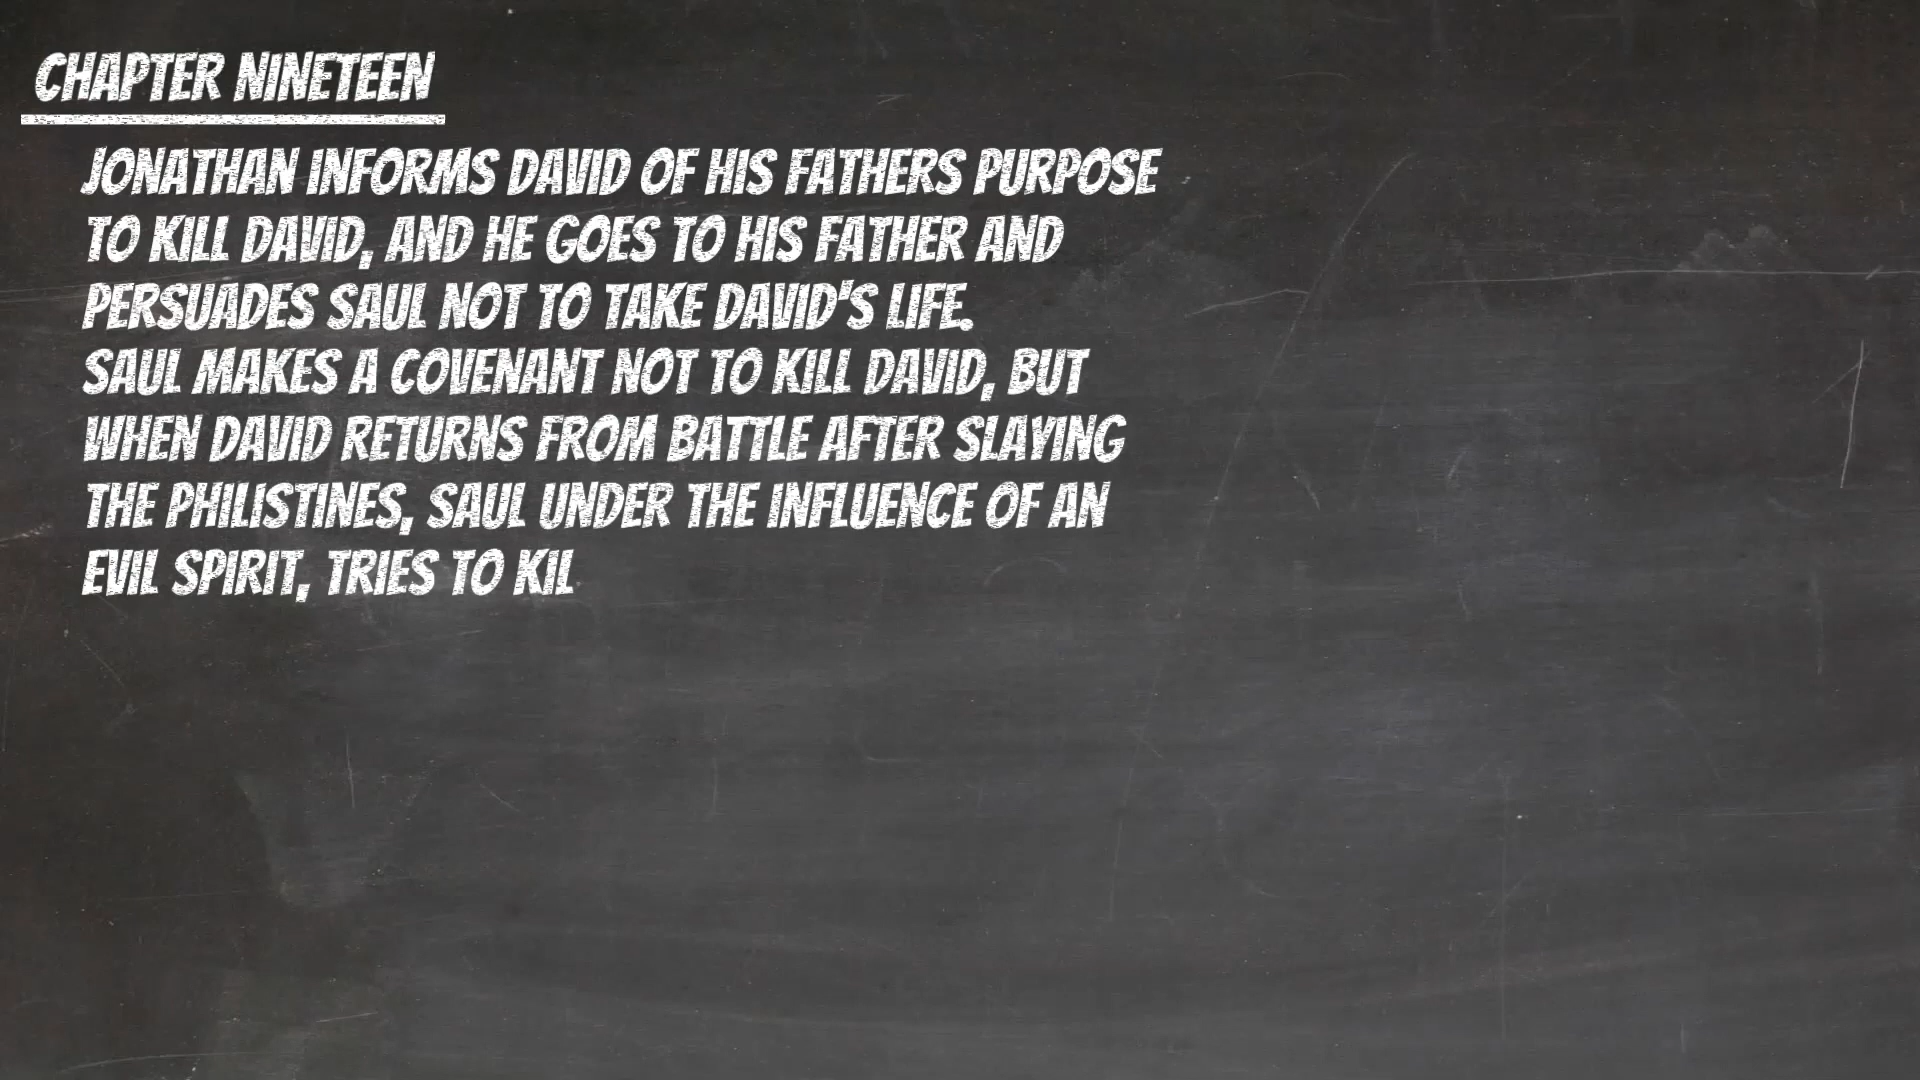 CHAPTER NINETEEN
JONATHAN INFORMS DAVID OF HIS FATHERS PURPOSE
TO KILL DAVID, AND HE GOES TO HIS FATHER AND
PERSUADES SAUL NOT TO TAKE DAVID'S LIFE.
SAUL MAKES A COVENANT NOT TO KILL DAVID, BUT
WHEN DAVID RETURNS FROM BATTLE AFTER SLAYING
THE PHILISTINES, SAUL UNDER THE INFLUENCE OF AN
EVIL SPIRIT, TRIES TO KIL